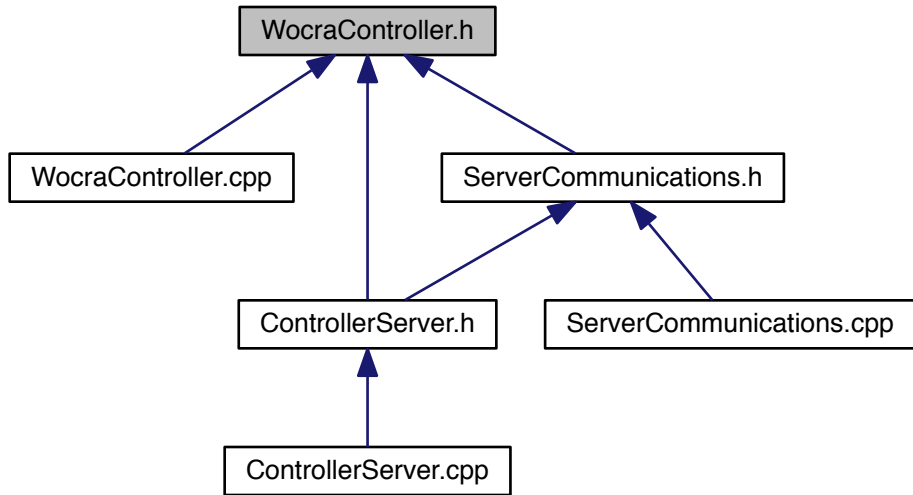 WocraController.h
WocraController.cpp
ServerCommunications.h
ControllerServer.h
ServerCommunications.cpp
ControllerServer.cpp